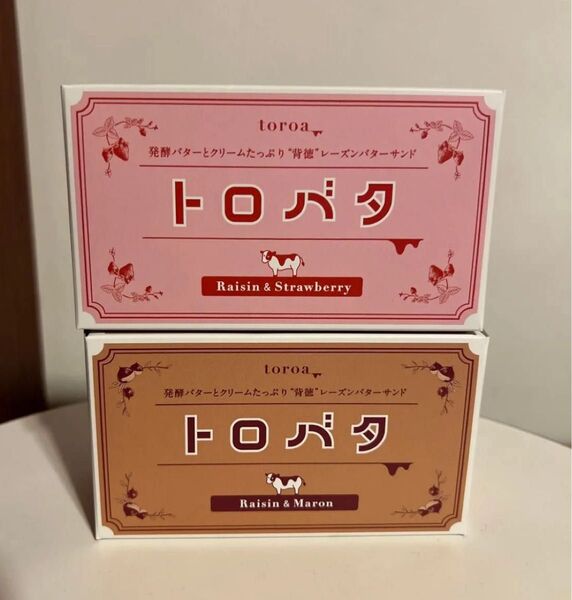 toroa
発酵バターとクリームたっぷり"背徳"レーズンバターサンド
トロバタ
Raisin & Strawberry
toroa
発酵バターとクリームたっぷり"背徳"レーズンバターサンド
トロバタ
Raisin & Maron